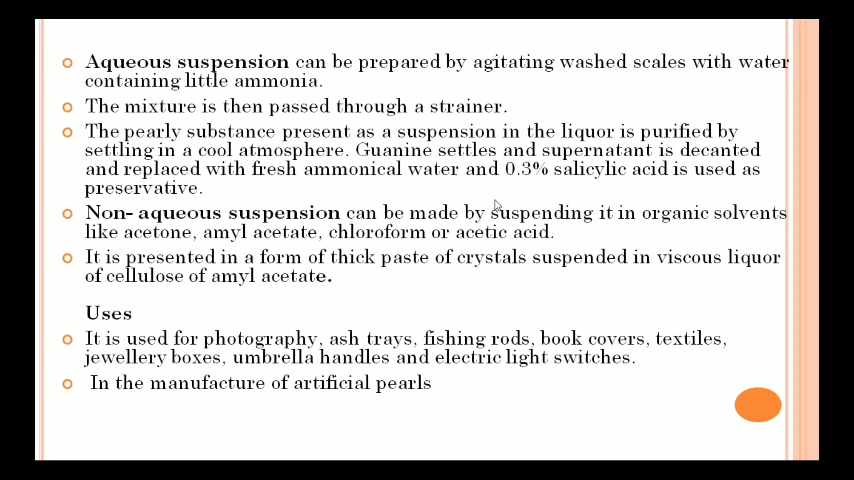 Aqueous suspension can be prepared by agitating washed scales with water
containing little ammonia.
The mixture is then passed through a strainer.
The pearly substance present as a suspension in the liquor is purified by
settling in a cool atmosphere. Guanine settles and supernatant is decanted
and replaced with fresh ammonical water and 0.3% salicylic acid is used as
preservative.
Non- aqueous suspension can be made by suspending it in organic solvents
like acetone, amyl acetate, chloroform or acetic acid.
It is presented in a form of thick paste of crystals suspended in viscous liquor
of cellulose of amyl acetate.
Uses
It is used for photography, ash trays, fishing rods, book covers, textiles,
jewellery boxes, umbrella handles and electric light switches.
In the manufacture of artificial pearls